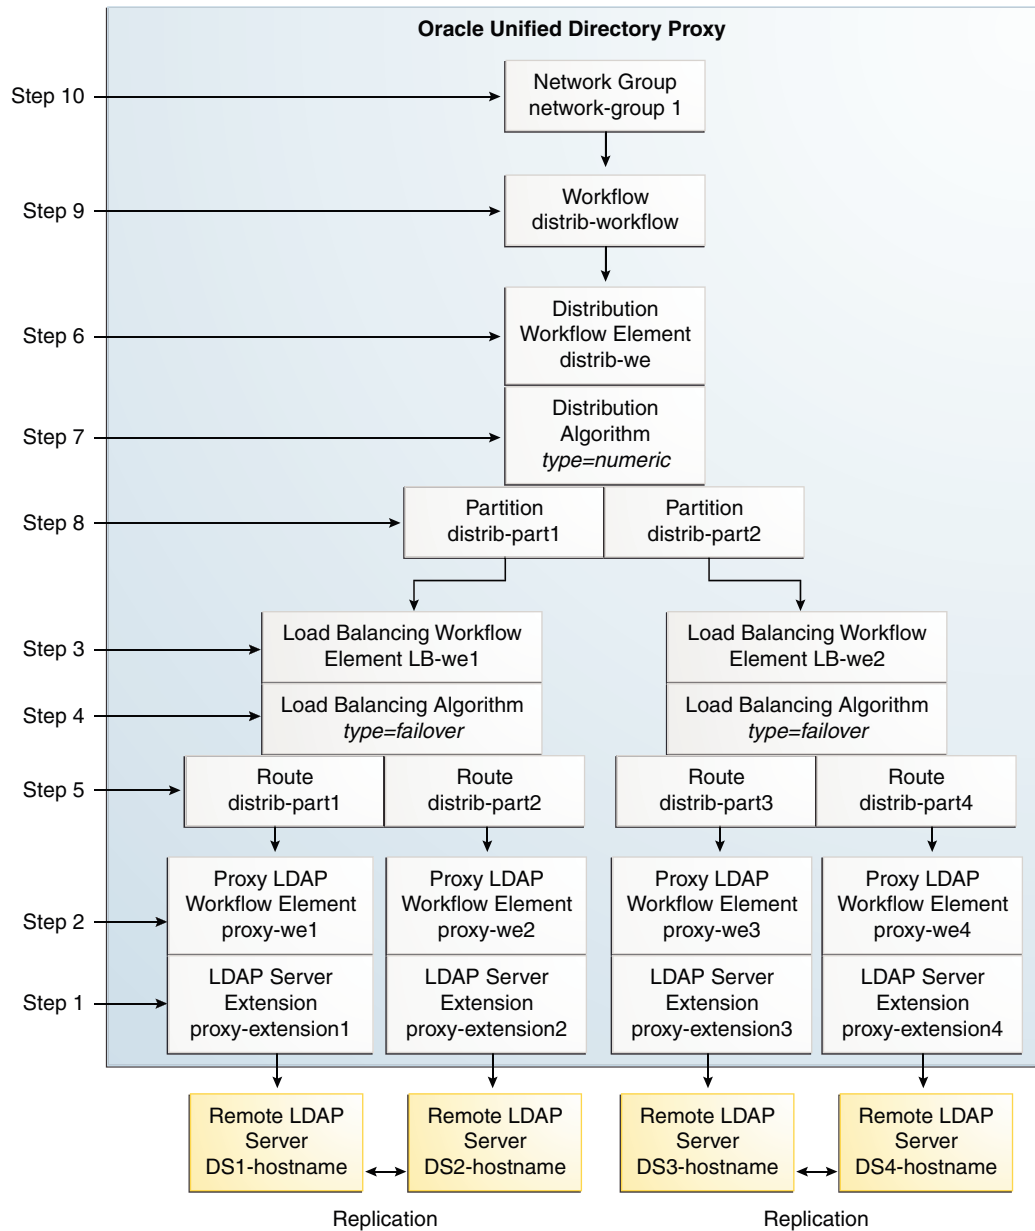 Oracle Unified Directory Proxy
Step 10
Network Group
network-group 1
Step 9
Workflow
distrib-workflow
Step 6
Distribution
Workflow Element
distrib-we
Step 7
Distribution
Algorithm
type=numeric
Step 8
Partition
distrib-part1
Partition
distrib-part2
Step 3
Load Balancing Workflow
Element LB-we1
Load Balancing Workflow
Element LB-we2
Step 4
Load Balancing Algorithm
type=failover
Load Balancing Algorithm
type=failover
Step 5
Route
distrib-part1
Route
distrib-part2
Route
distrib-part3
Route
distrib-part4
Step 2
Proxy LDAP
Workflow Element
proxy-we1
Proxy LDAP
Workflow Element
proxy-we2
Proxy LDAP
Workflow Element
proxy-we3
Proxy LDAP
Workflow Element
proxy-we4
Step 1
LDAP Server
Extension
proxy-extension1
LDAP Server
Extension
proxy-extension2
LDAP Server
Extension
proxy-extension3
LDAP Server
Extension
proxy-extension4
Remote LDAP
Server
DS1-hostname
Remote LDAP
Server
DS2-hostname
Remote LDAP
Server
DS3-hostname
Remote LDAP
Server
DS4-hostname
Replication
Replication